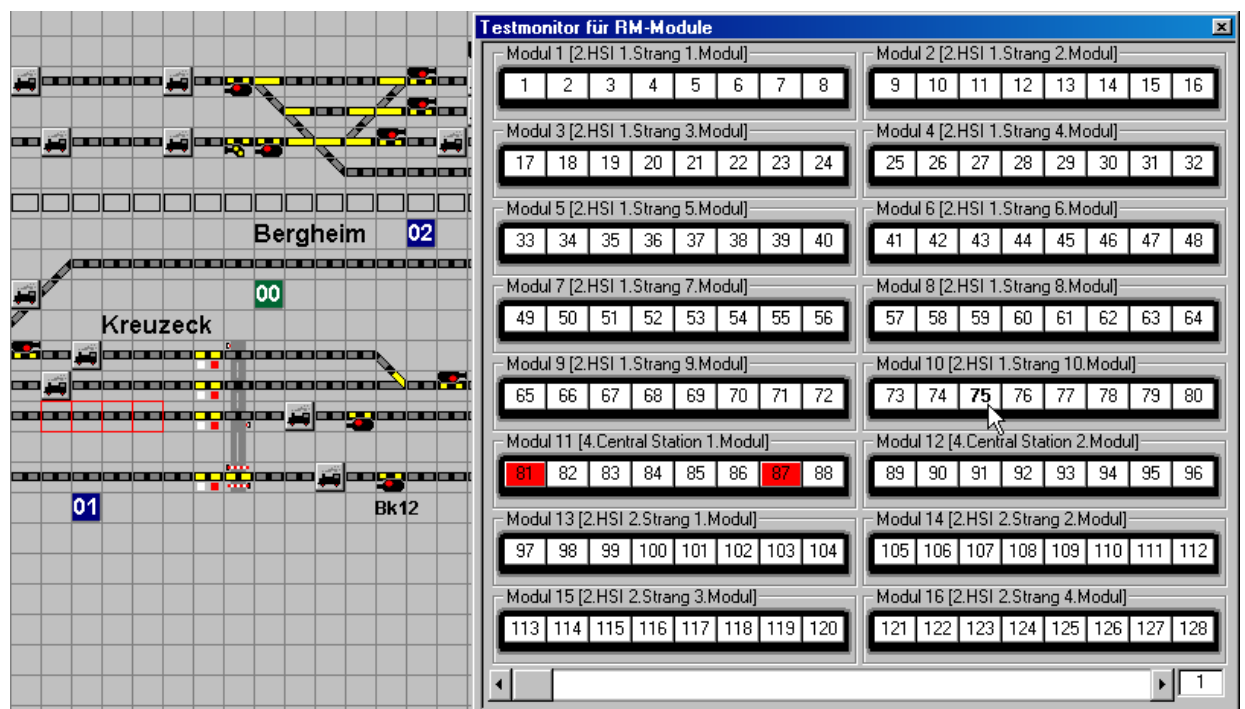 Bergheim
02
00
Kreuzeck
01
Bk12
Testmonitor für RM-Module
Modul 1 [2.HSI 1.Strang 1.Modul]
1 2 3 4 5 6 7 8
Modul 2 [2.HSI 1.Strang 2.Modul]
9 10 11 12 13 14 15 16
Modul 3 [2.HSI 1.Strang 3.Modul]
17 18 19 20 21 22 23 24
Modul 4 [2.HSI 1.Strang 4.Modul]
25 26 27 28 29 30 31 32
Modul 5 [2.HSI 1.Strang 5.Modul]
33 34 35 36 37 38 39 40
Modul 6 [2.HSI 1.Strang 6.Modul]
41 42 43 44 45 46 47 48
Modul 7 [2.HSI 1.Strang 7.Modul]
49 50 51 52 53 54 55 56
Modul 8 [2.HSI 1.Strang 8.Modul]
57 58 59 60 61 62 63 64
Modul 9 [2.HSI 1.Strang 9.Modul]
65 66 67 68 69 70 71 72
Modul 10 [2.HSI 1.Strang 10.Modul]
73 74 75 76 77 78 79 80
Modul 11 [4.Central Station 1.Modul]
81 82 83 84 85 86 87 88
Modul 12 [4.Central Station 2.Modul]
89 90 91 92 93 94 95 96
Modul 13 [2.HSI 2.Strang 1.Modul]
97 98 99 100 101 102 103 104
Modul 14 [2.HSI 2.Strang 2.Modul]
105 106 107 108 109 110 111 112
Modul 15 [2.HSI 2.Strang 3.Modul]
113 114 115 116 117 118 119 120
Modul 16 [2.HSI 2.Strang 4.Modul]
121 122 123 124 125 126 127 128
1